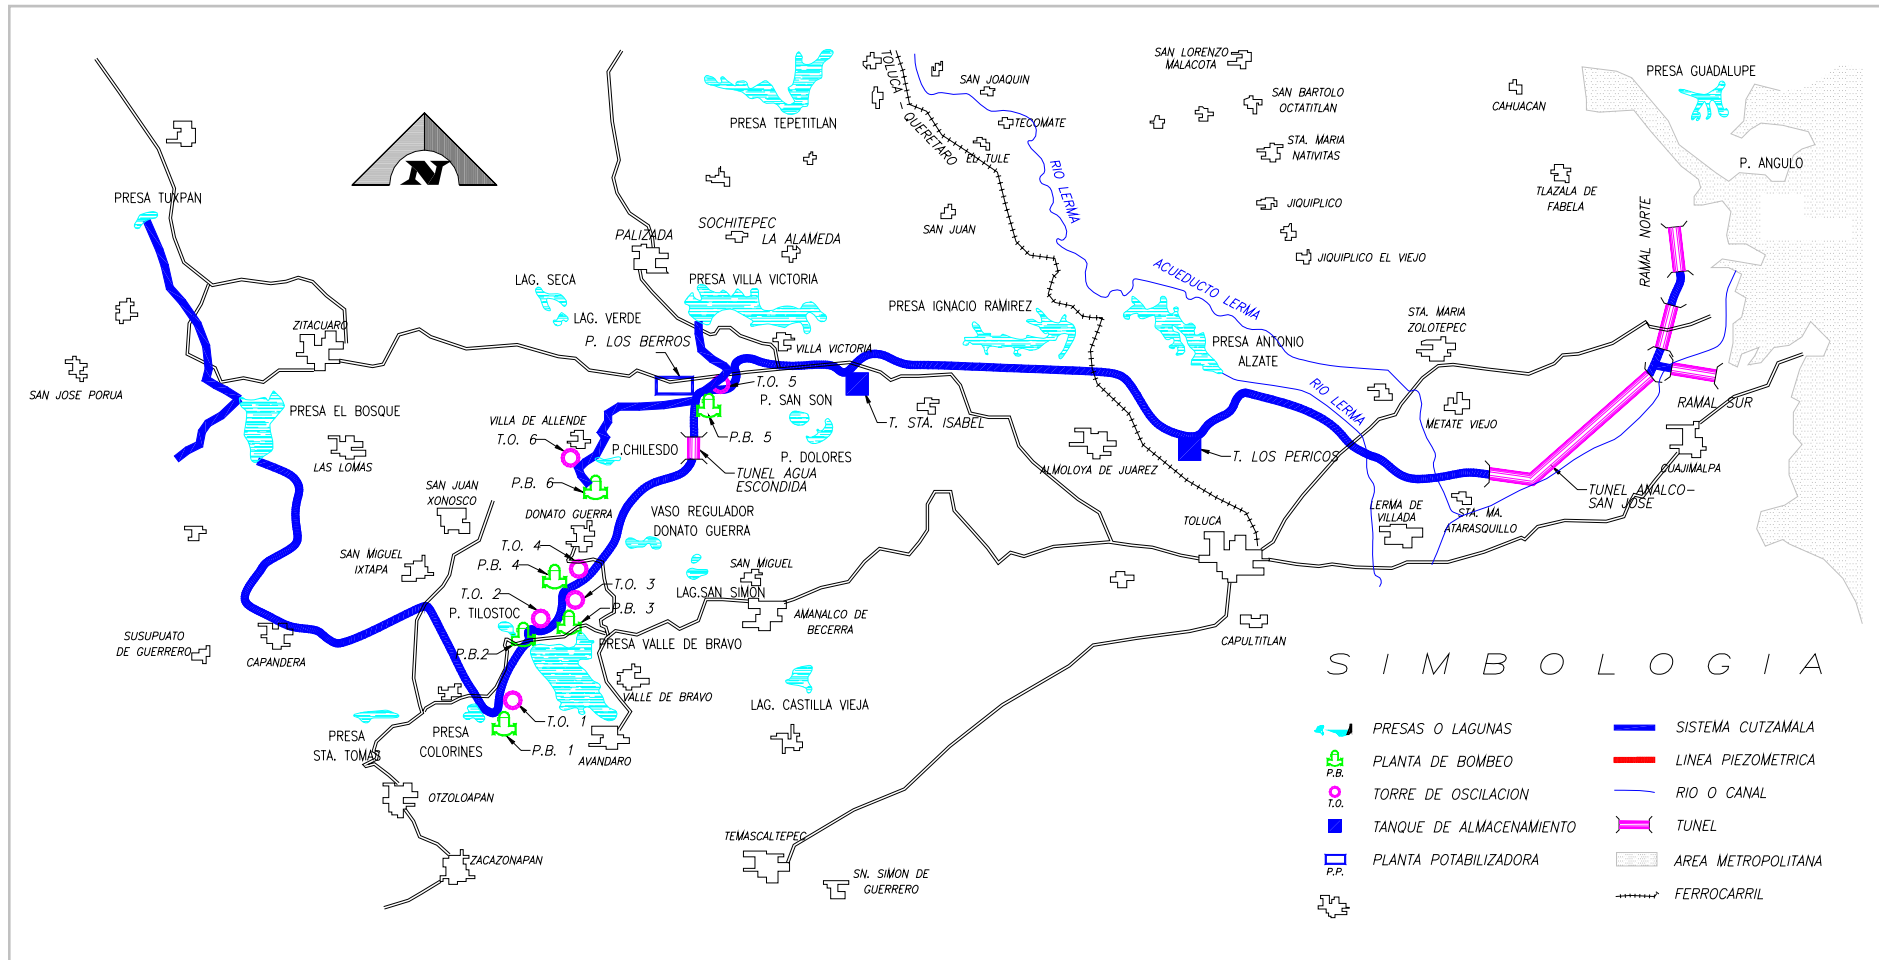 SAN LORENZO
MALACOTA
PRESA GUADALUPE
TOLUCA - QUERETARO
SAN JOAQUIN
SAN BARTOLO
OCTATITLAN
CAHUACAN
PRESA TEPETITLAN
TECOMATE
STA. MARIA
NATIVITAS
EL TULE
P. ANGULO
N
RIO LERMA
TLAZALA DE
FABELA
PRESA TUXPAN
JIQUIPLICO
SOCHITEPEC
SAN JUAN
PALIZADA
LA ALAMEDA
RAMAL NORTE
JIQUIPLICO EL VIEJO
LAG. SECA
PRESA VILLA VICTORIA
ACUEDUCTO LERMA
PRESA IGNACIO RAMIREZ
LAG. VERDE
STA. MARIA
ZOLOTEPEC
ZITACUARO
P. LOS BERROS
VILLA VICTORIA
PRESA ANTONIO
ALZATE
T.O. 5
SAN JOSE PORUA
P. SAN SON
RIO LERMA
RAMAL SUR
PRESA EL BOSQUE
VILLA DE ALLENDE
T. STA. ISABEL
METATE VIEJO
T.O. 6
P.B. 5
P.CHILESDO
P. DOLORES
LAS LOMAS
ALMOLOYA DE JUAREZ
T. LOS PERICOS
CUAJIMALPA
TUNEL AGUA
ESCONDIDA
P.B. 6
SAN JUAN
XONOSCO
TUNEL ANALCO-
SAN JOSE
DONATO GUERRA
VASO REGULADOR
DONATO GUERRA
LERMA DE
VILLADA
STA. MA.
ATARASQUILLO
TOLUCA
T.O. 4
SAN MIGUEL
IXTAPA
P.B. 4
SAN MIGUEL
T.O. 3
T.O. 2
LAG.SAN SIMON
P. TILOSTOC
P.B. 3
AMANALCO DE
BECERRA
SUSUPUATO
DE GUERRERO
CAPANDERA
P.B.2
PRESA VALLE DE BRAVO
CAPULTITLAN
VALLE DE BRAVO
LAG. CASTILLA VIEJA
T.O. 1
PRESA
STA. TOMAS
PRESA
COLORINES
P.B. 1
AVANDARO
OTZOLOAPAN
TEMASCALTEPEC
ZACAZONAPAN
SN. SIMON DE
GUERRERO
SIMBOLOGIA
PRESAS O LAGUNAS
P.B.
PLANTA DE BOMBEO
T.O.
TORRE DE OSCILACION
TANQUE DE ALMACENAMIENTO
P.P.
PLANTA POTABILIZADORA
SISTEMA CUTZAMALA
LINEA PIEZOMETRICA
RIO O CANAL
TUNEL
AREA METROPOLITANA
FERROCARRIL